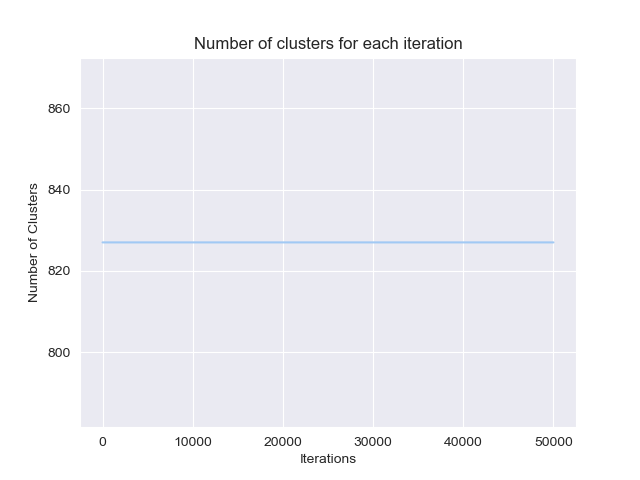 Number of clusters for each iteration
860
840
820
800
Number of Clusters
0 10000 20000 30000 40000 50000
Iterations